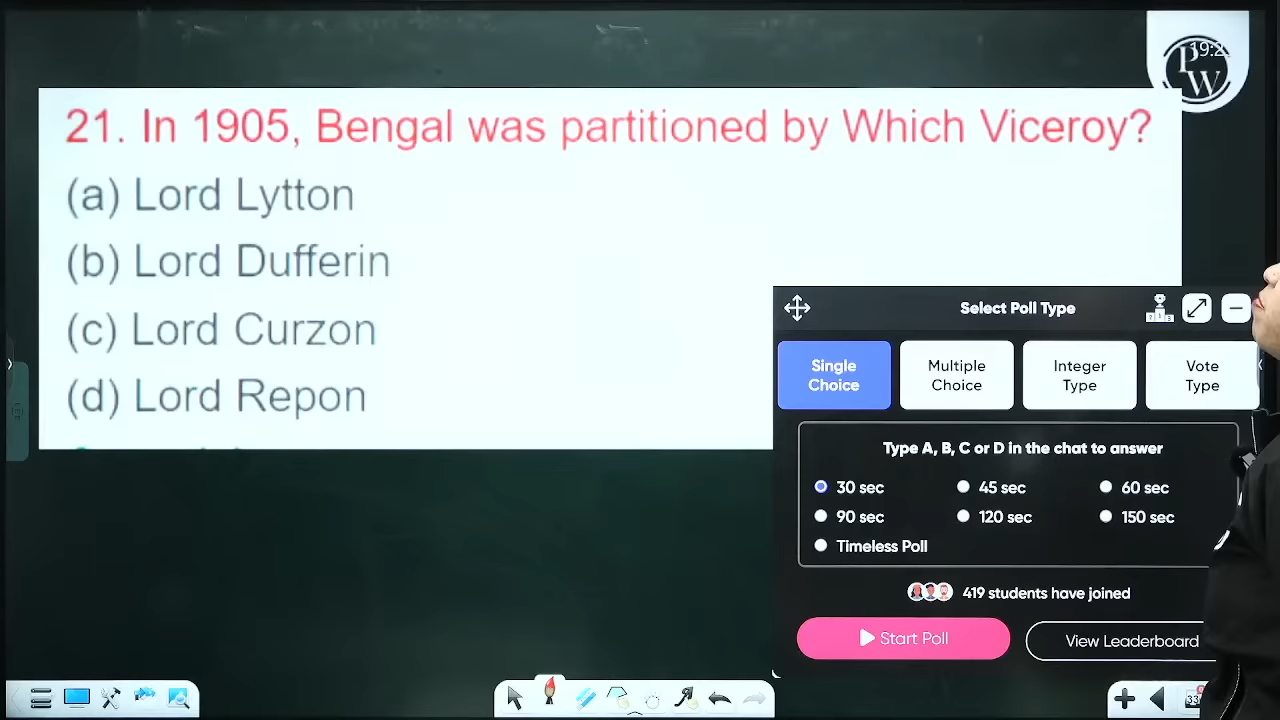 19:2
PW
21. In 1905, Bengal was partitioned by Which Viceroy?
(a) Lord Lytton
(b) Lord Dufferin
(c) Lord Curzon
(d) Lord Repon
Select Poll Type
Single Choice
Multiple Choice
Integer Type
Vote Type
Type A, B, C or D in the chat to answer
30 sec
45 sec
60 sec
90 sec
120 sec
150 sec
Timeless Poll
419 students have joined
Start Poll
View Leaderboard